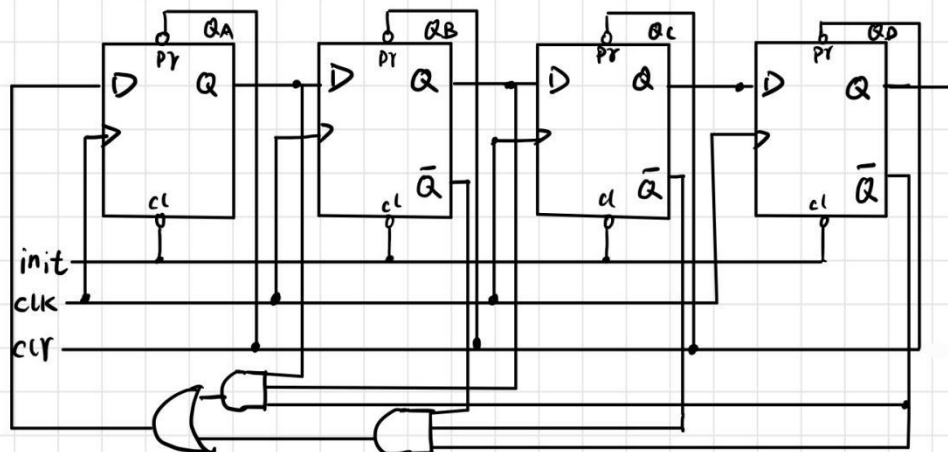 QA QB QC QD
Pr Pr Pr Pr
D Q D Q D Q D Q
Q̅ Q̅ Q̅
cl cl cl cl
init
CLK
clr